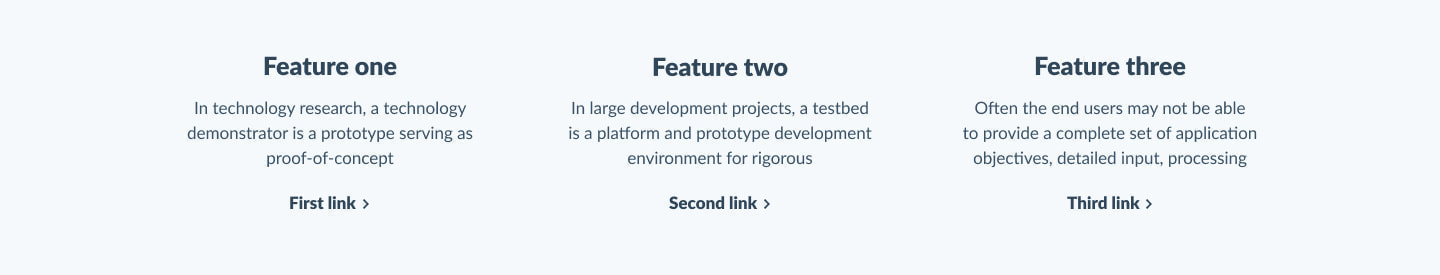 Feature one
In technology research, a technology
demonstrator is a prototype serving as
proof-of-concept
First link
Feature two
In large development projects, a testbed
is a platform and prototype development
environment for rigorous
Second link
Feature three
Often the end users may not be able
to provide a complete set of application
objectives, detailed input, processing
Third link